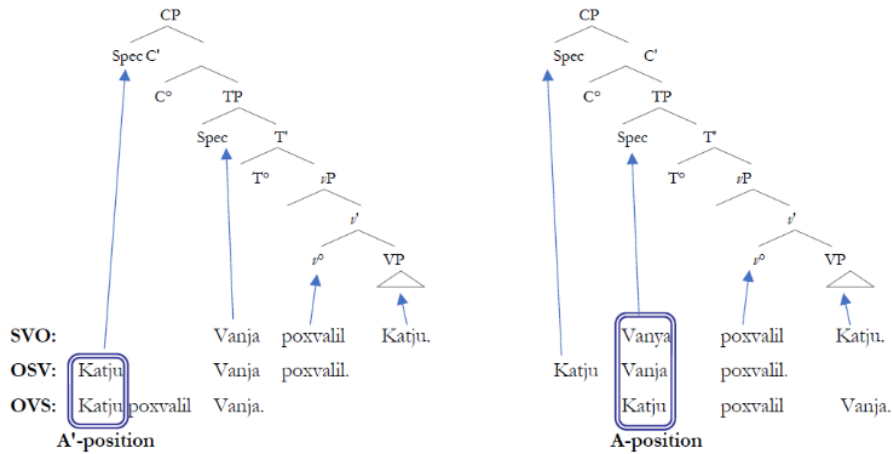 CP CP
Spec C' Spec C'
C° TP C° TP
Spec T' Spec T'
T° vP T° vP
v' v'
v° VP v° VP
SVO: Vanja poxvalil Katju. Vanya poxvalil Katju.
OSV: Katju Vanja poxvalil. Katju Vanja poxvalil.
OVS: Katju poxvalil Vanja. Katju poxvalil Vanja.
A'-position A-position